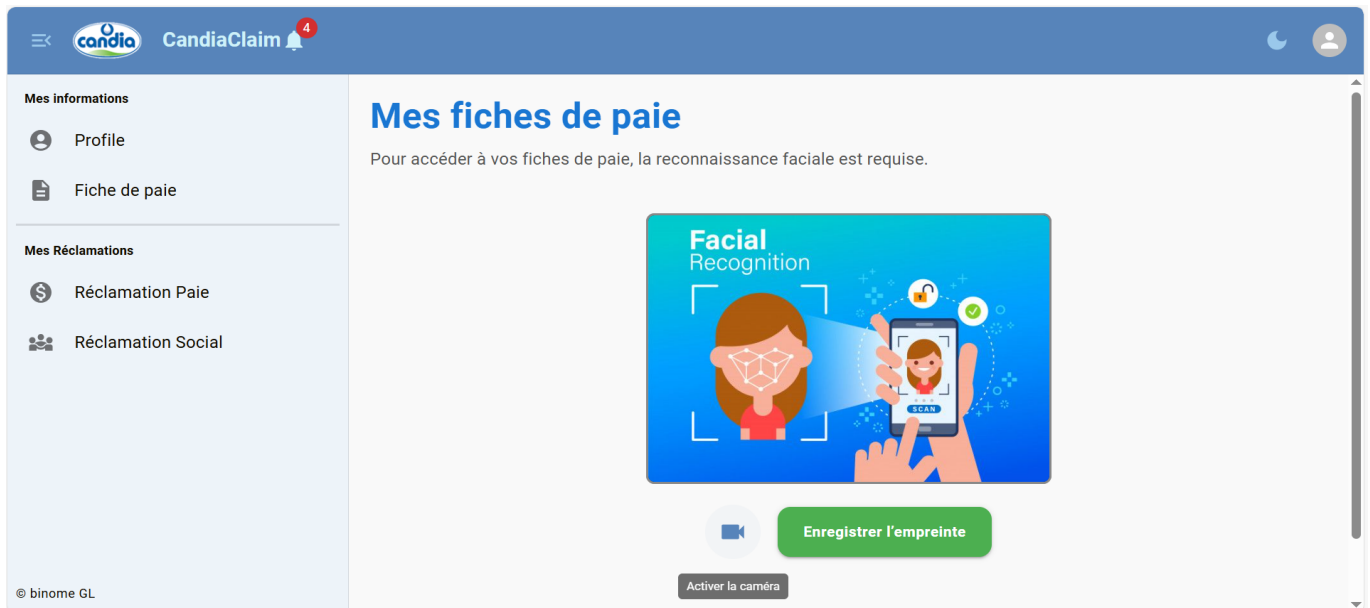 candia
CandiaClaim
4
Mes informations
Profile
Fiche de paie
Mes Réclamations
Réclamation Paie
Réclamation Social
© binome GL
Mes fiches de paie
Pour accéder à vos fiches de paie, la reconnaissance faciale est requise.
Facial
Recognition
SCAN
Enregistrer l’empreinte
Activer la caméra